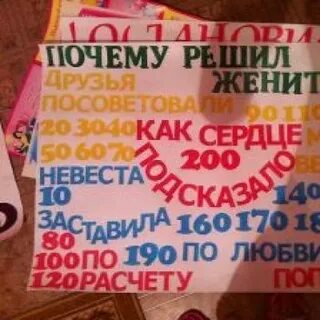 ОСТАНОВИ
ПОЧЕМУ РЕШИЛ
ДРУЗЬЯ ЖЕНИТ
ПОСОВЕТОВАЛИ 90 110
20 30 40 КАК СЕРДЦЕ М
50 60 70 200
НЕВЕСТА ПОДСКАЗАЛО
10 140
ЗАСТАВИЛА 160 170 18
80
100 ПО 190 ПО ЛЮБВИ
120 РАСЧЕТУ ПО